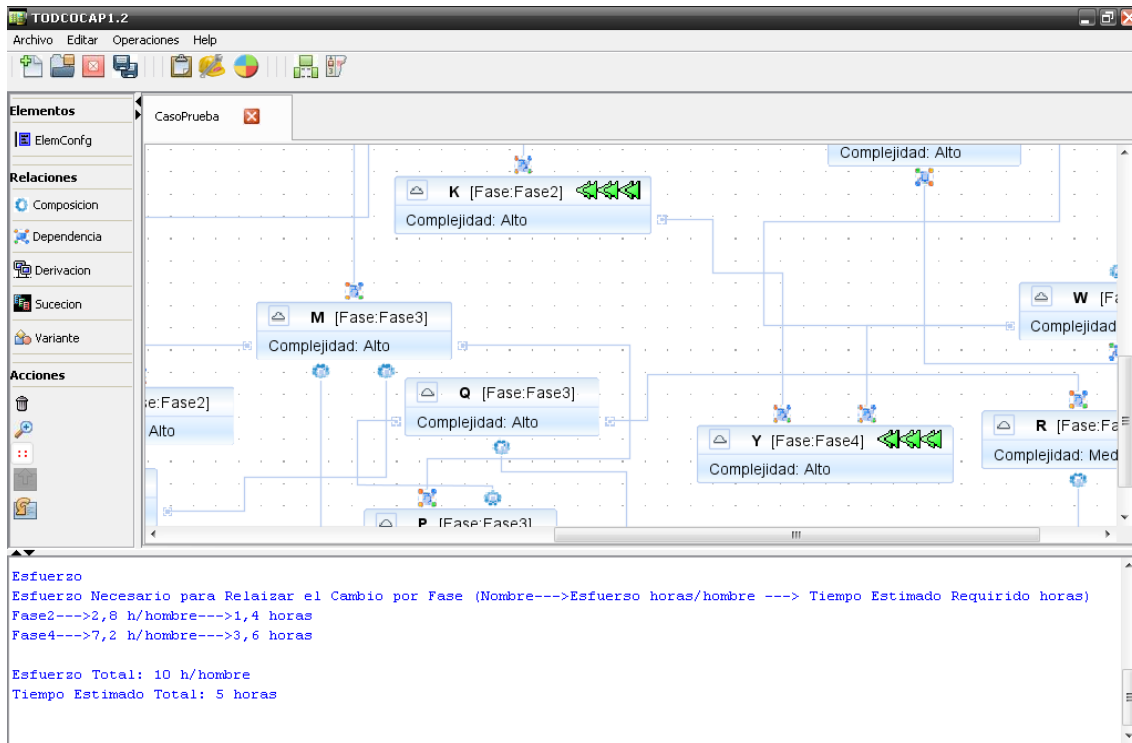 TODCOCAP1.2
Archivo Editar Operaciones Help
Elementos
ElemConfg
Relaciones
Composicion
Dependencia
Derivacion
Sucecion
Variante
Acciones
CasoPrueba
Complejidad: Alto
K [Fase:Fase2]
Complejidad: Alto
W [Fa
Complejidad
M [Fase:Fase3]
Complejidad: Alto
se:Fase2]
Alto
Q [Fase:Fase3]
Complejidad: Alto
Y [Fase:Fase4]
Complejidad: Alto
R [Fase:Fa
Complejidad: Med
P [Fase:Fase3]
Esfuerzo
Esfuerzo Necesario para Relaizar el Cambio por Fase (Nombre--->Esfuerso horas/hombre ---> Tiempo Estimado Requirido horas)
Fase2--->2,8 h/hombre--->1,4 horas
Fase4--->7,2 h/hombre--->3,6 horas
Esfuerzo Total: 10 h/hombre
Tiempo Estimado Total: 5 horas